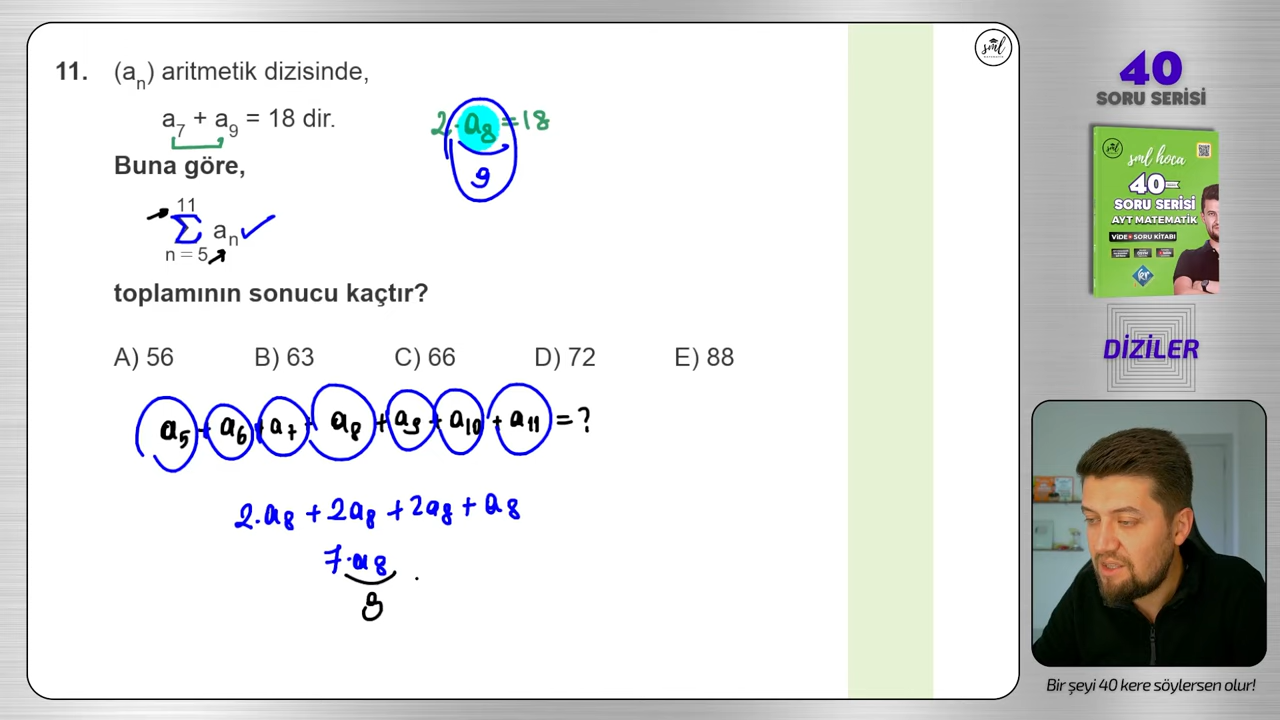 11. (aₙ) aritmetik dizisinde,
a₇ + a₉ = 18 dir.
2·a₈ = 18
9
Buna göre,
11
Σ aₙ ✓
n = 5
toplamının sonucu kaçtır?
A) 56 B) 63 C) 66 D) 72 E) 88
a₅ + a₆ + a₇ + a₈ + a₉ + a₁₀ + a₁₁ = ?
2·a₈ + 2a₈ + 2a₈ + a₈
7·a₈
9
sml
40
SORU SERİSİ
sml hoca
40
SORU SERİSİ
AYT MATEMATİK
VİDEO SORU KİTABI
DİZİLER
Bir şeyi 40 kere söylersen olur!